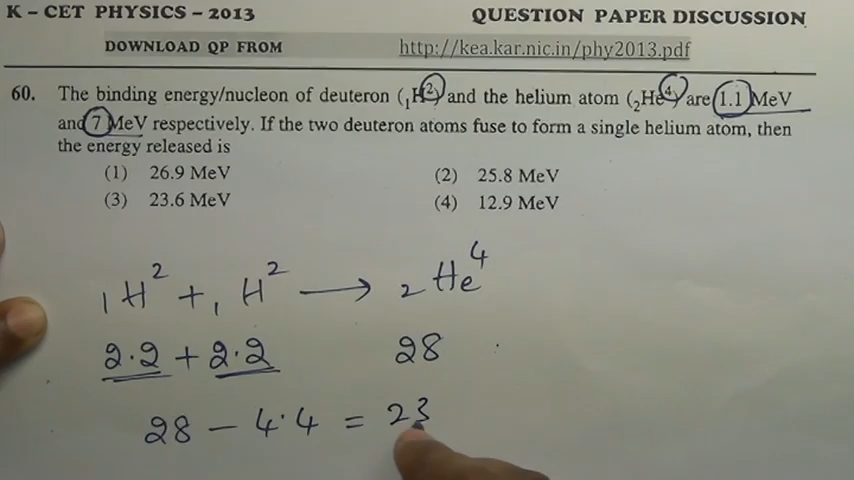 K – CET PHYSICS – 2013 QUESTION PAPER DISCUSSION
DOWNLOAD QP FROM http://kea.kar.nic.in/phy2013.pdf
60. The binding energy/nucleon of deuteron (₁H²) and the helium atom (₂He⁴) are 1.1 MeV
and 7 MeV respectively. If the two deuteron atoms fuse to form a single helium atom, then
the energy released is
(1) 26.9 MeV (2) 25.8 MeV
(3) 23.6 MeV (4) 12.9 MeV
₁H² + ₁H² ⟶ ₂He⁴
2.2 + 2.2 28
28 – 4.4 = 23